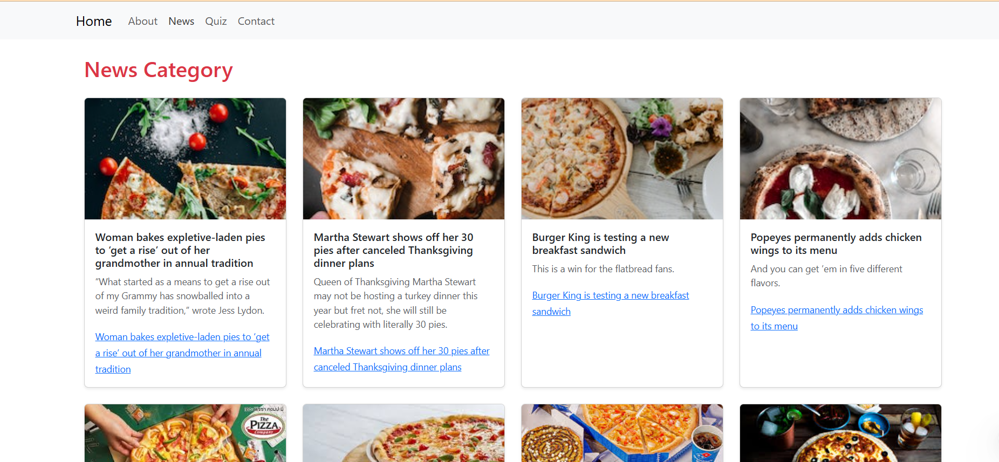 Home About News Quiz Contact
News Category
Woman bakes expletive-laden pies
to ‘get a rise’ out of her
grandmother in annual tradition
“What started as a means to get a rise out
of my Grammy has snowballed into a
weird family tradition,” wrote Jess Lydon.
Woman bakes expletive-laden pies to ‘get
a rise’ out of her grandmother in annual
tradition
Martha Stewart shows off her 30
pies after canceled Thanksgiving
dinner plans
Queen of Thanksgiving Martha Stewart
may not be hosting a turkey dinner this
year but fret not, she will still be
celebrating with literally 30 pies.
Martha Stewart shows off her 30 pies after
canceled Thanksgiving dinner plans
Burger King is testing a new
breakfast sandwich
This is a win for the flatbread fans.
Burger King is testing a new breakfast
sandwich
Popeyes permanently adds chicken
wings to its menu
And you can get ’em in five different
flavors.
Popeyes permanently adds chicken wings
to its menu
The
PIZZA
Company